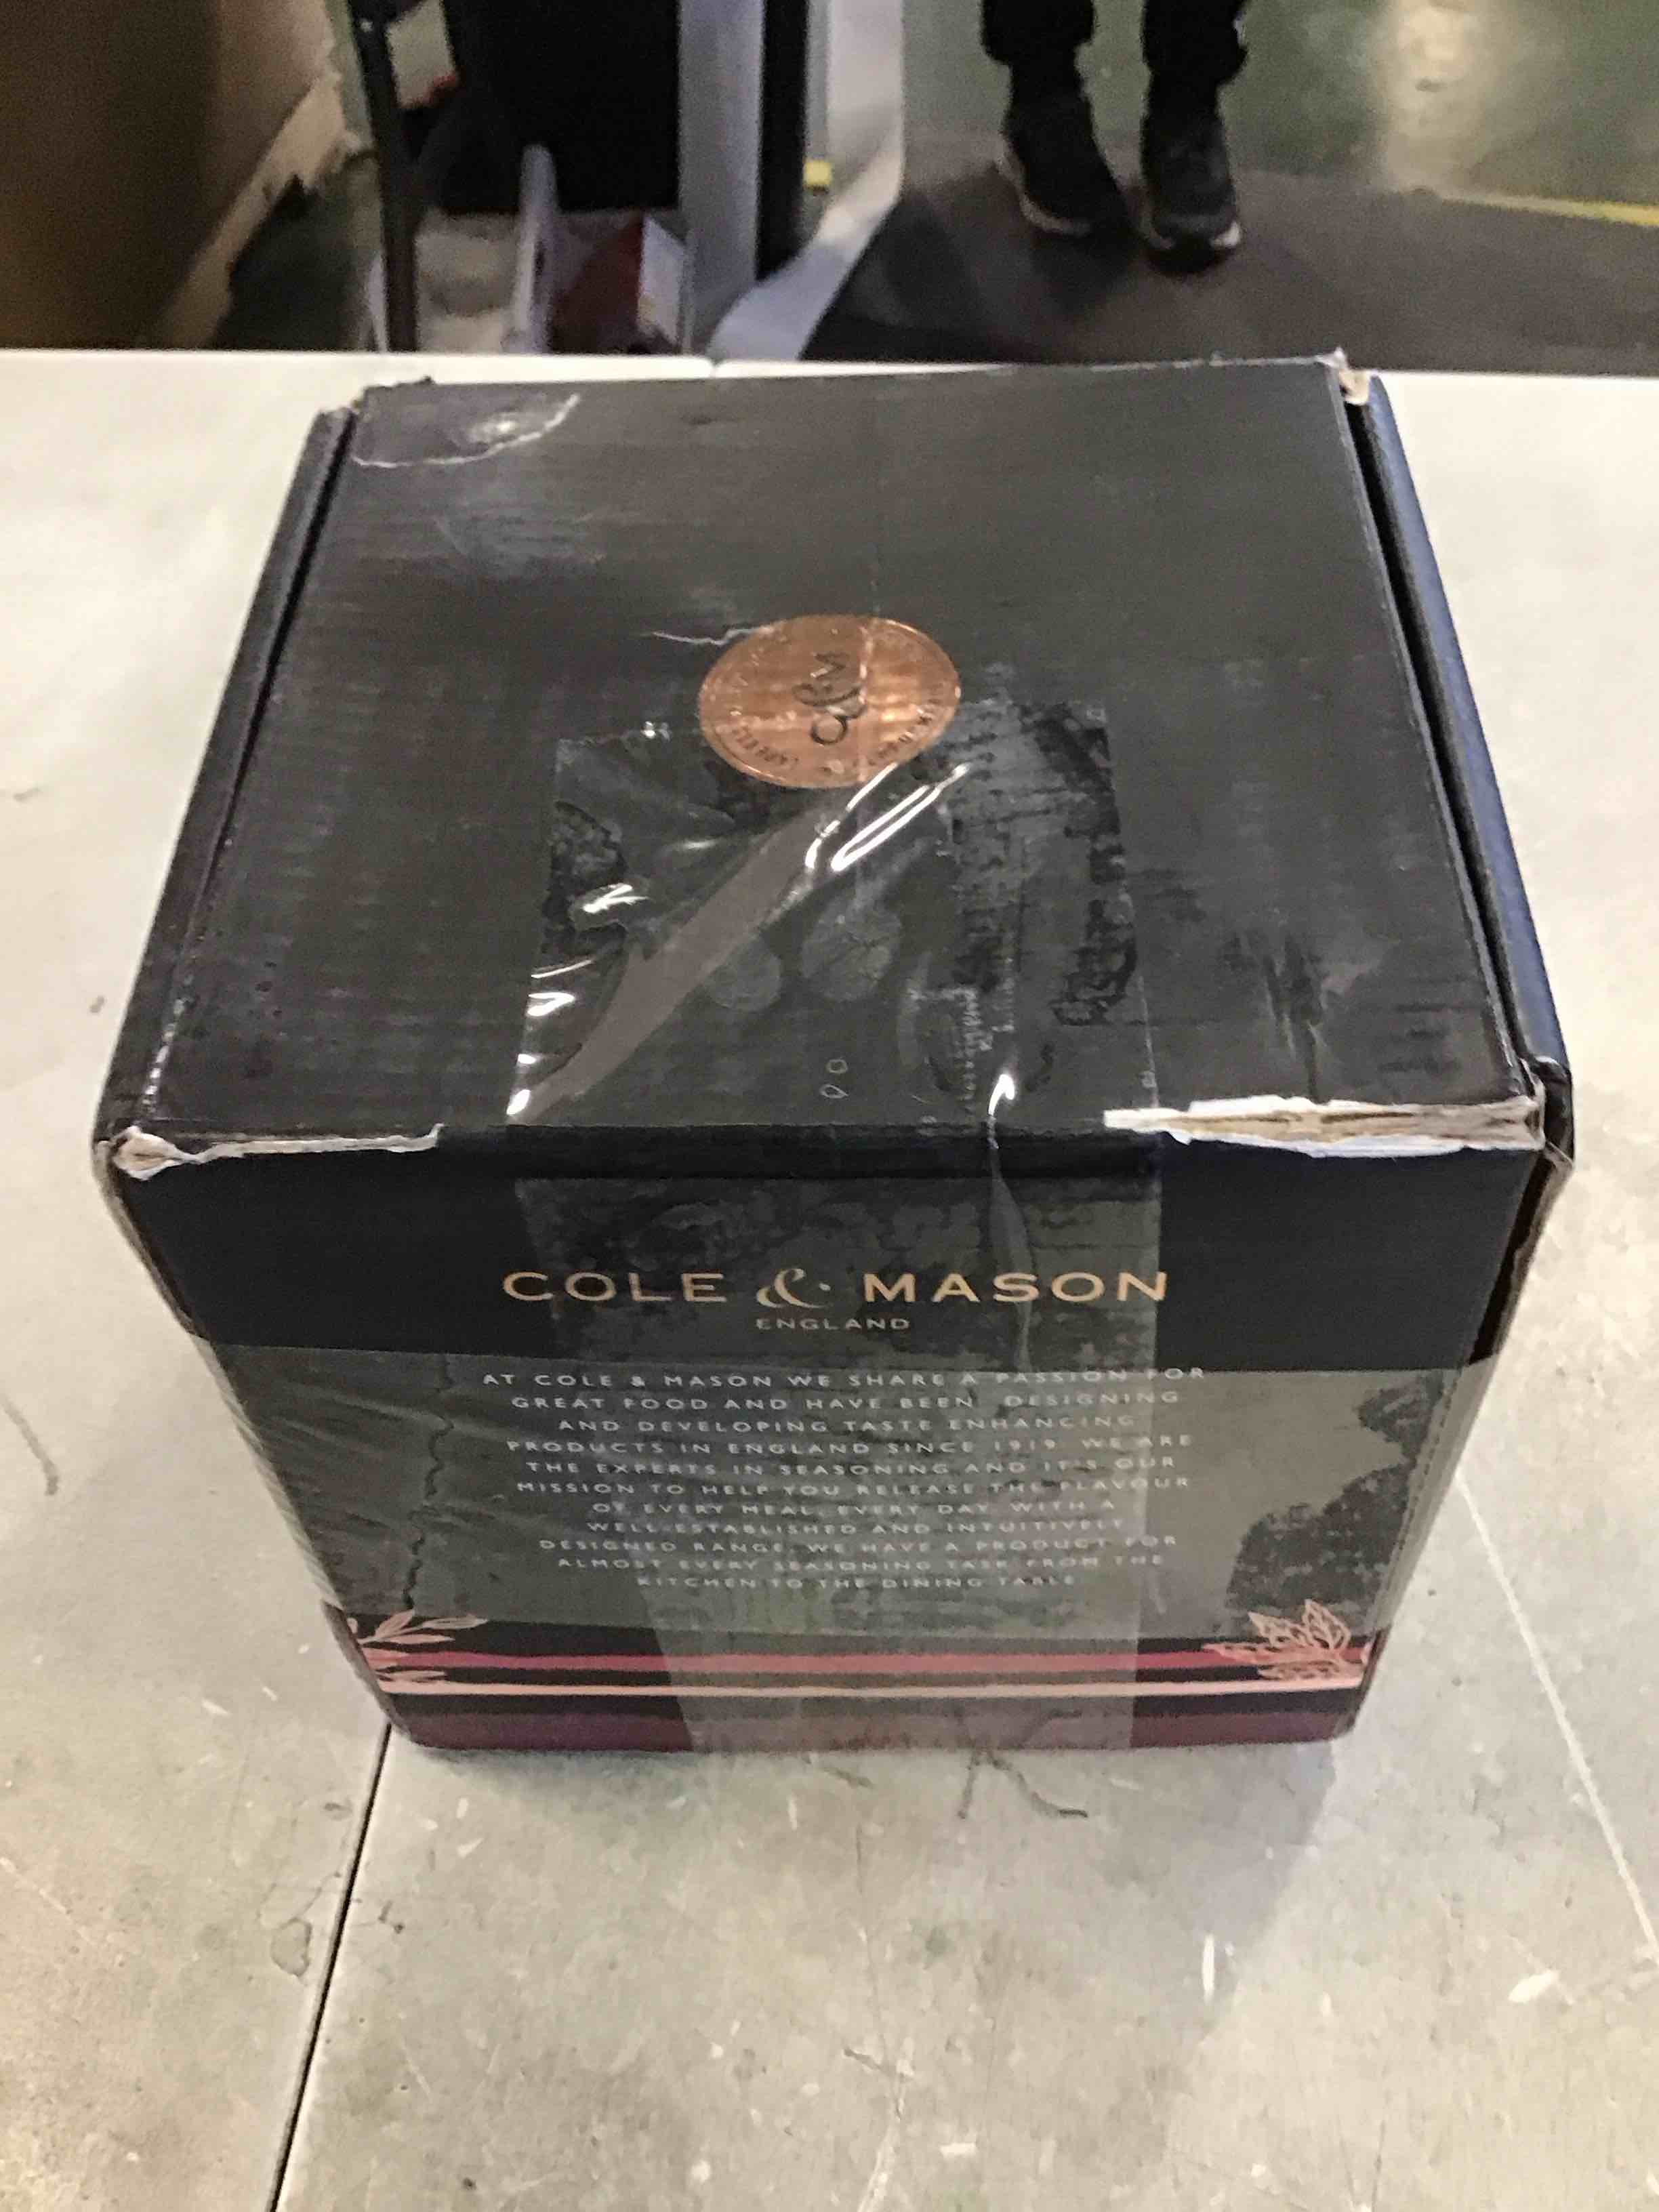 C&M
COLE & MASON
ENGLAND
AT COLE & MASON WE SHARE A PASSION FOR
GREAT FOOD AND HAVE BEEN DESIGNING
AND DEVELOPING TASTE ENHANCING
PRODUCTS IN ENGLAND SINCE 1919. WE ARE
THE EXPERTS IN SEASONING AND IT'S OUR
MISSION TO HELP YOU RELEASE THE FLAVOUR
OF EVERY MEAL, EVERY DAY. WITH A
WELL-ESTABLISHED AND INTUITIVELY
DESIGNED RANGE, WE HAVE A PRODUCT FOR
ALMOST EVERY SEASONING TASK FROM THE
KITCHEN TO THE DINING TABLE